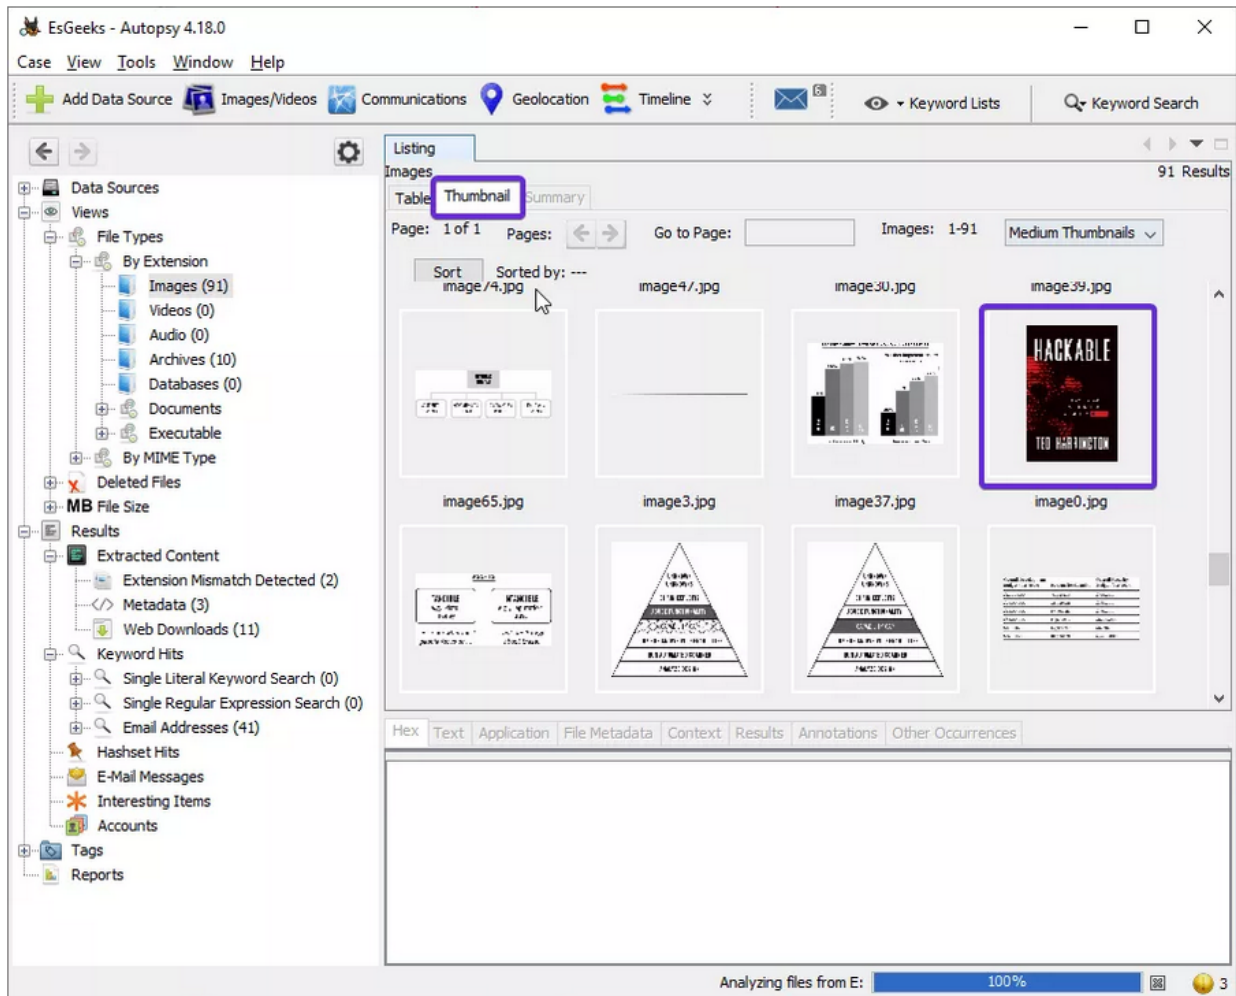 EsGeeks - Autopsy 4.18.0
Case View Tools Window Help
Add Data Source Images/Videos Communications Geolocation Timeline 6 Keyword Lists Keyword Search
Listing
Images 91 Results
Table Thumbnail Summary
Page: 1 of 1 Pages: Go to Page: Images: 1-91 Medium Thumbnails
Sort Sorted by: ---
image74.jpg image47.jpg image30.jpg image39.jpg
HACKABLE
TED HARRINGTON
image65.jpg image3.jpg image37.jpg image0.jpg
Data Sources
Views
File Types
By Extension
Images (91)
Videos (0)
Audio (0)
Archives (10)
Databases (0)
Documents
Executable
By MIME Type
Deleted Files
MB File Size
Results
Extracted Content
Extension Mismatch Detected (2)
Metadata (3)
Web Downloads (11)
Keyword Hits
Single Literal Keyword Search (0)
Single Regular Expression Search (0)
Email Addresses (41)
Hashset Hits
E-Mail Messages
Interesting Items
Accounts
Tags
Reports
Hex Text Application File Metadata Context Results Annotations Other Occurrences
Analyzing files from E: 100% 3